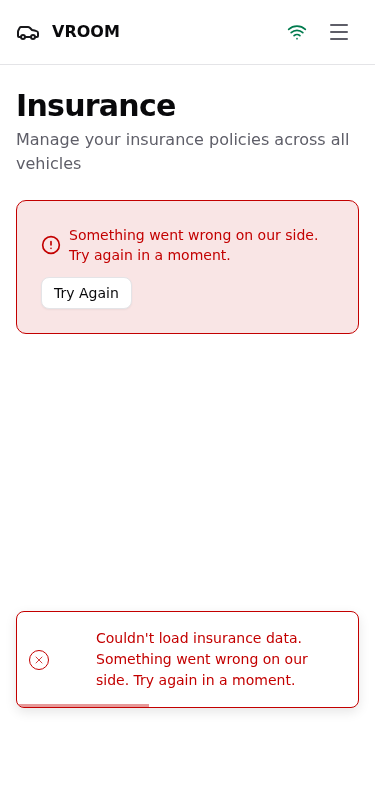 VROOM
Insurance
Manage your insurance policies across all
vehicles
Something went wrong on our side.
Try again in a moment.
Try Again
Couldn't load insurance data.
Something went wrong on our
side. Try again in a moment.